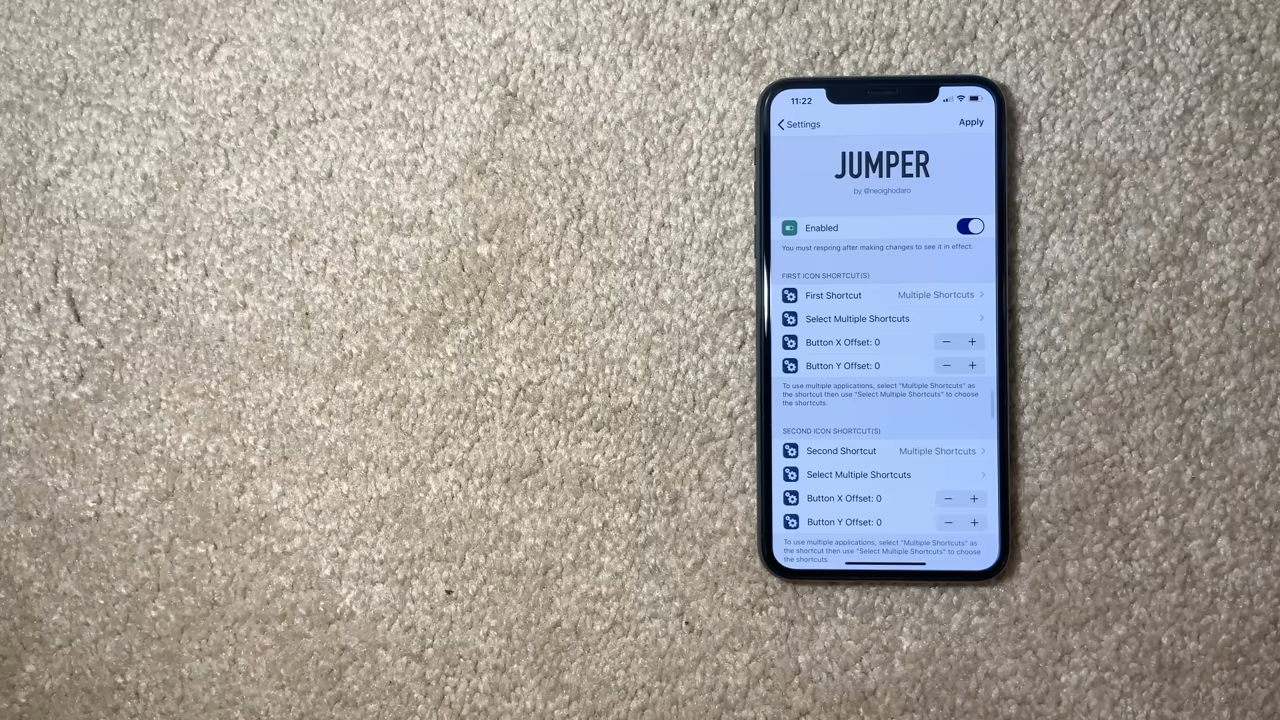 11:22
Settings
Apply
JUMPER
by @neoighodaro
Enabled
You must respring after making changes to see it in effect.
FIRST ICON SHORTCUT(S)
First Shortcut Multiple Shortcuts
Select Multiple Shortcuts
Button X Offset: 0
Button Y Offset: 0
To use multiple applications, select "Multiple Shortcuts" as
the shortcut then use "Select Multiple Shortcuts" to choose
the shortcuts.
SECOND ICON SHORTCUT(S)
Second Shortcut Multiple Shortcuts
Select Multiple Shortcuts
Button X Offset: 0
Button Y Offset: 0
To use multiple applications, select "Multiple Shortcuts" as
the shortcut then use "Select Multiple Shortcuts" to choose
the shortcuts.